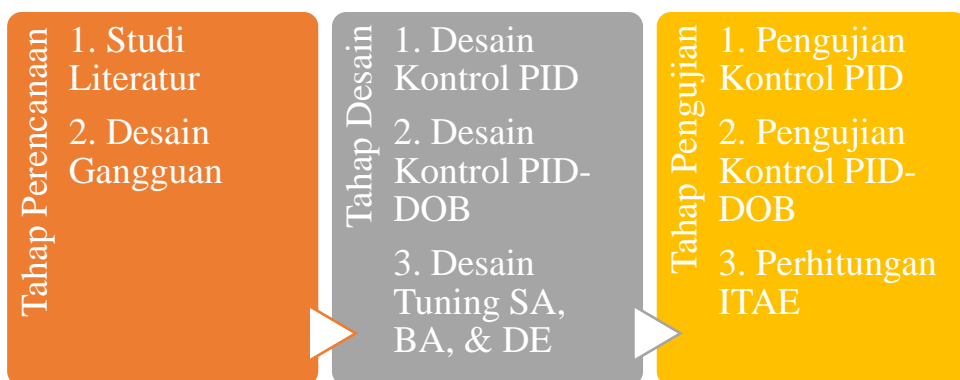 Tahap Perencanaan
1. Studi
Literatur
2. Desain
Gangguan
Tahap Desain
1. Desain
Kontrol PID
2. Desain
Kontrol PID-
DOB
3. Desain
Tuning SA,
BA, & DE
Tahap Pengujian
1. Pengujian
Kontrol PID
2. Pengujian
Kontrol PID-
DOB
3. Perhitungan
ITAE